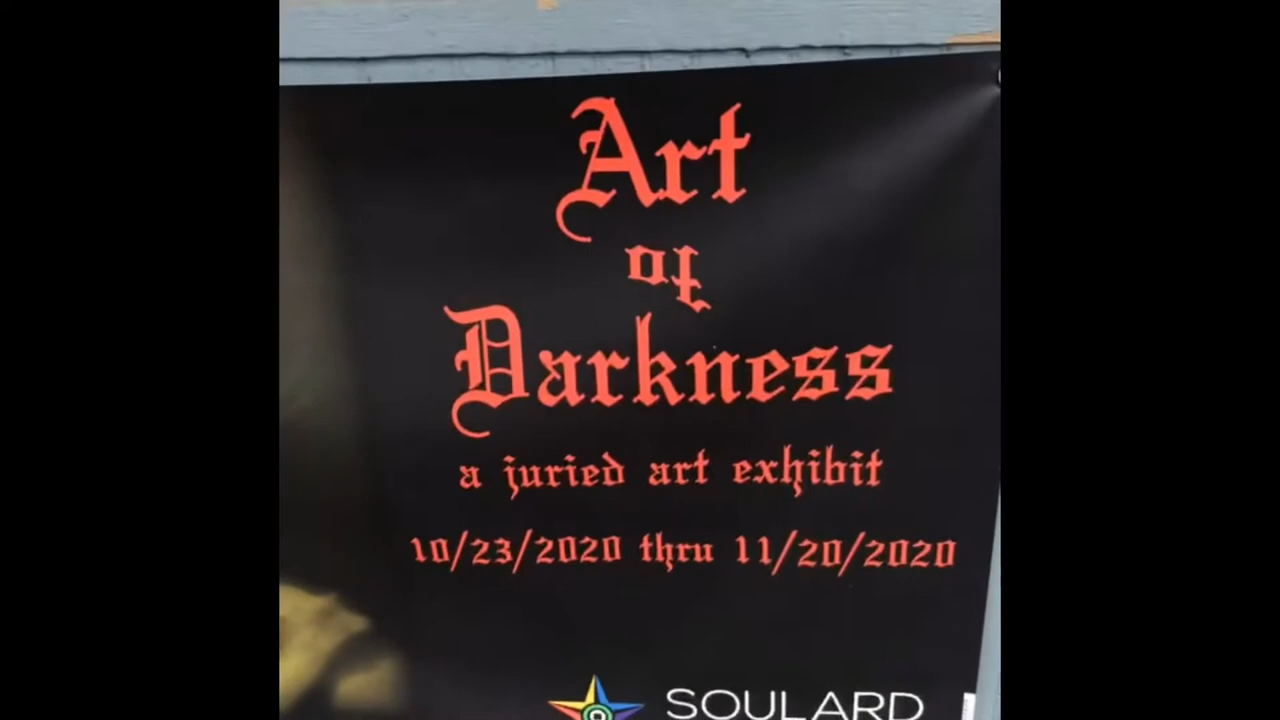 Art
of
Darkness
a juried art exhibit
10/23/2020 thru 11/20/2020
SOULARD